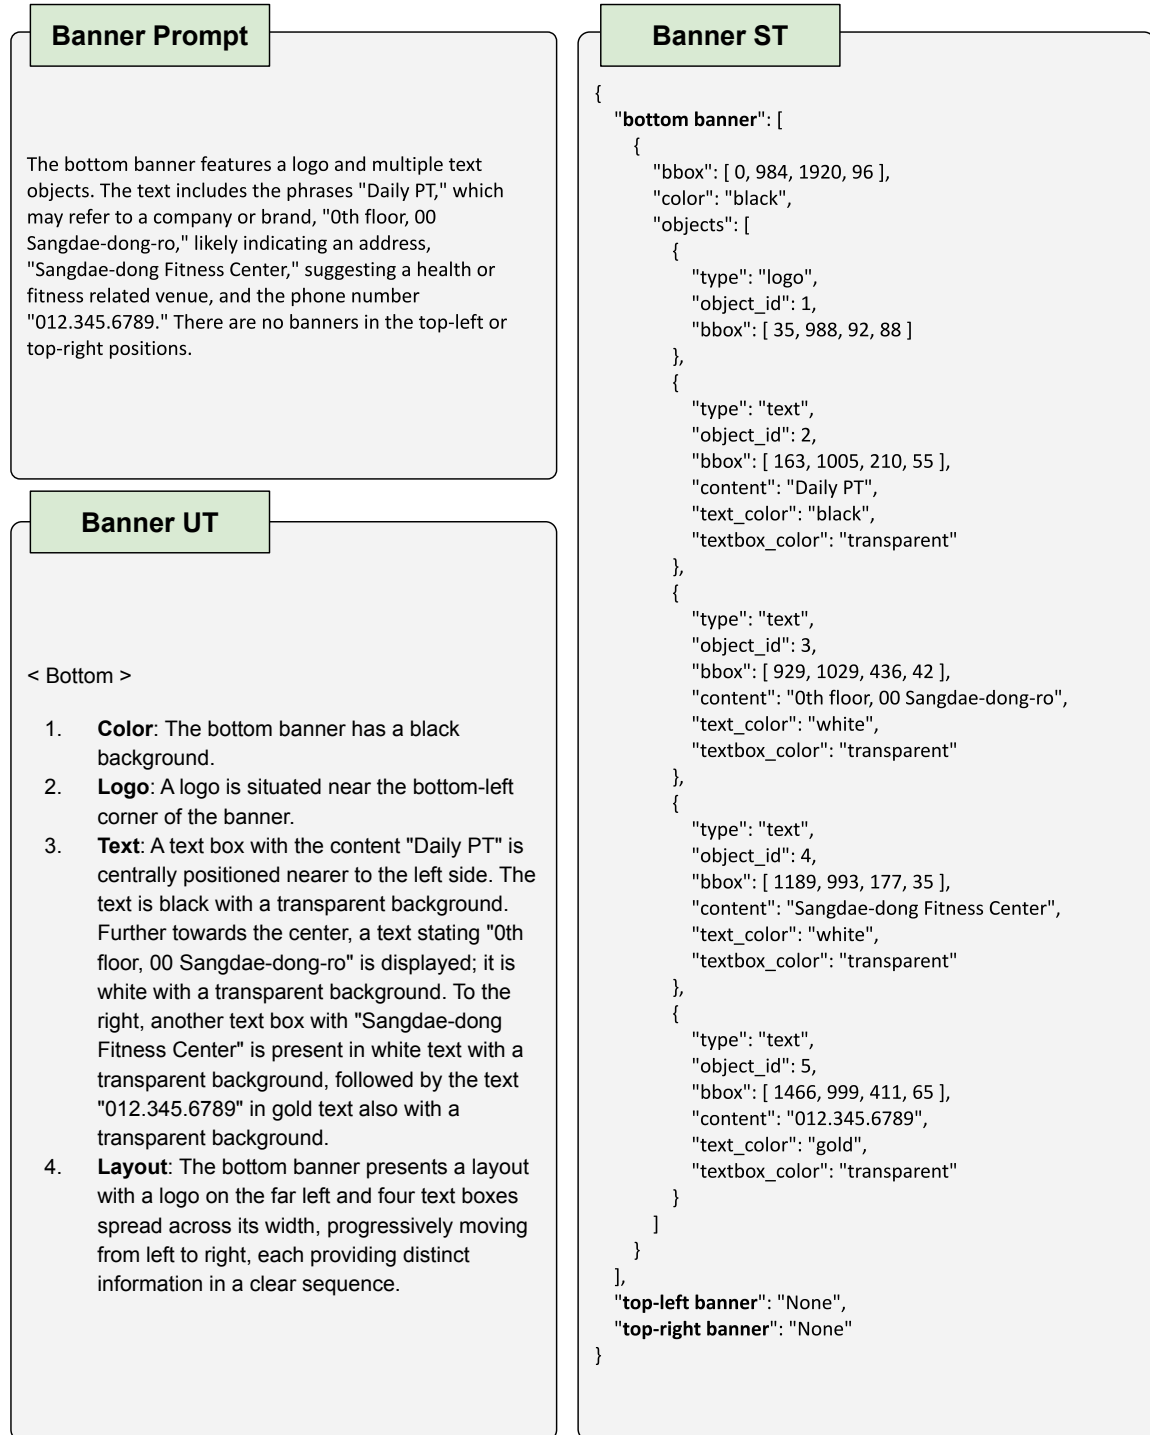 Banner Prompt
The bottom banner features a logo and multiple text
objects. The text includes the phrases "Daily PT," which
may refer to a company or brand, "0th floor, 00
Sangdae-dong-ro," likely indicating an address,
"Sangdae-dong Fitness Center," suggesting a health or
fitness related venue, and the phone number
"012.345.6789." There are no banners in the top-left or
top-right positions.
Banner UT
< Bottom >
1. Color: The bottom banner has a black
background.
2. Logo: A logo is situated near the bottom-left
corner of the banner.
3. Text: A text box with the content "Daily PT" is
centrally positioned nearer to the left side. The
text is black with a transparent background.
Further towards the center, a text stating "0th
floor, 00 Sangdae-dong-ro" is displayed; it is
white with a transparent background. To the
right, another text box with "Sangdae-dong
Fitness Center" is present in white text with a
transparent background, followed by the text
"012.345.6789" in gold text also with a
transparent background.
4. Layout: The bottom banner presents a layout
with a logo on the far left and four text boxes
spread across its width, progressively moving
from left to right, each providing distinct
information in a clear sequence.
Banner ST
{
"bottom banner": [
{
"bbox": [ 0, 984, 1920, 96 ],
"color": "black",
"objects": [
{
"type": "logo",
"object_id": 1,
"bbox": [ 35, 988, 92, 88 ]
},
{
"type": "text",
"object_id": 2,
"bbox": [ 163, 1005, 210, 55 ],
"content": "Daily PT",
"text_color": "black",
"textbox_color": "transparent"
},
{
"type": "text",
"object_id": 3,
"bbox": [ 929, 1029, 436, 42 ],
"content": "0th floor, 00 Sangdae-dong-ro",
"text_color": "white",
"textbox_color": "transparent"
},
{
"type": "text",
"object_id": 4,
"bbox": [ 1189, 993, 177, 35 ],
"content": "Sangdae-dong Fitness Center",
"text_color": "white",
"textbox_color": "transparent"
},
{
"type": "text",
"object_id": 5,
"bbox": [ 1466, 999, 411, 65 ],
"content": "012.345.6789",
"text_color": "gold",
"textbox_color": "transparent"
}
]
}
],
"top-left banner": "None",
"top-right banner": "None"
}